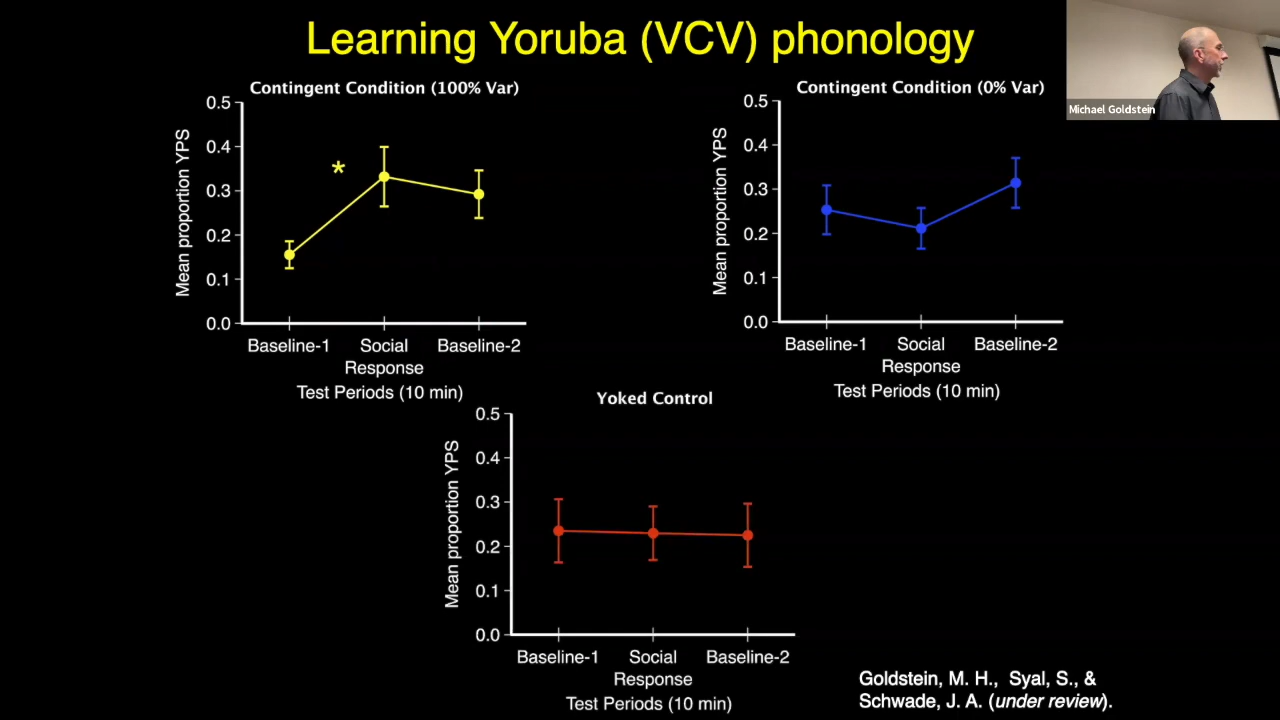 Learning Yoruba (VCV) phonology
Michael Goldstein
Contingent Condition (100% Var)
Mean proportion YPS
0.5
0.4
0.3
0.2
0.1
0.0
*
Baseline-1 Social Response Baseline-2
Test Periods (10 min)
Contingent Condition (0% Var)
Mean proportion YPS
0.5
0.4
0.3
0.2
0.1
0.0
Baseline-1 Social Response Baseline-2
Test Periods (10 min)
Yoked Control
Mean proportion YPS
0.5
0.4
0.3
0.2
0.1
0.0
Baseline-1 Social Response Baseline-2
Test Periods (10 min)
Goldstein, M. H., Syal, S., &
Schwade, J. A. (under review).